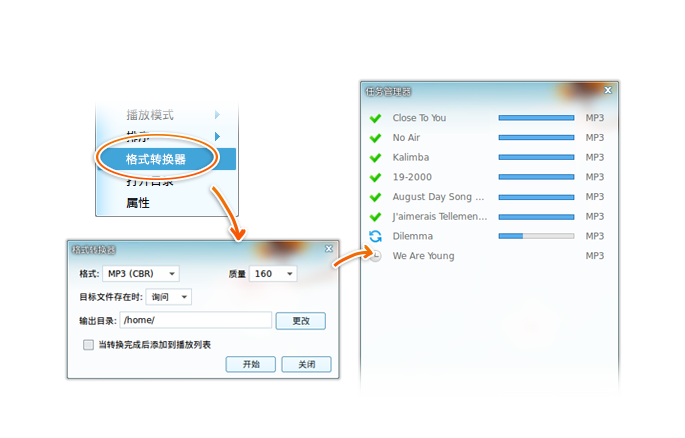 播放模式
排序
格式转换器
打开目录
属性
格式转换器
x
格式: MP3 (CBR)
质量 160
目标文件存在时: 询问
输出目录: /home/
更改
当转换完成后添加到播放列表
开始
关闭
任务管理器
x
Close To You MP3
No Air MP3
Kalimba MP3
19-2000 MP3
August Day Song ... MP3
J'aimerais Tellemen... MP3
Dilemma MP3
We Are Young MP3